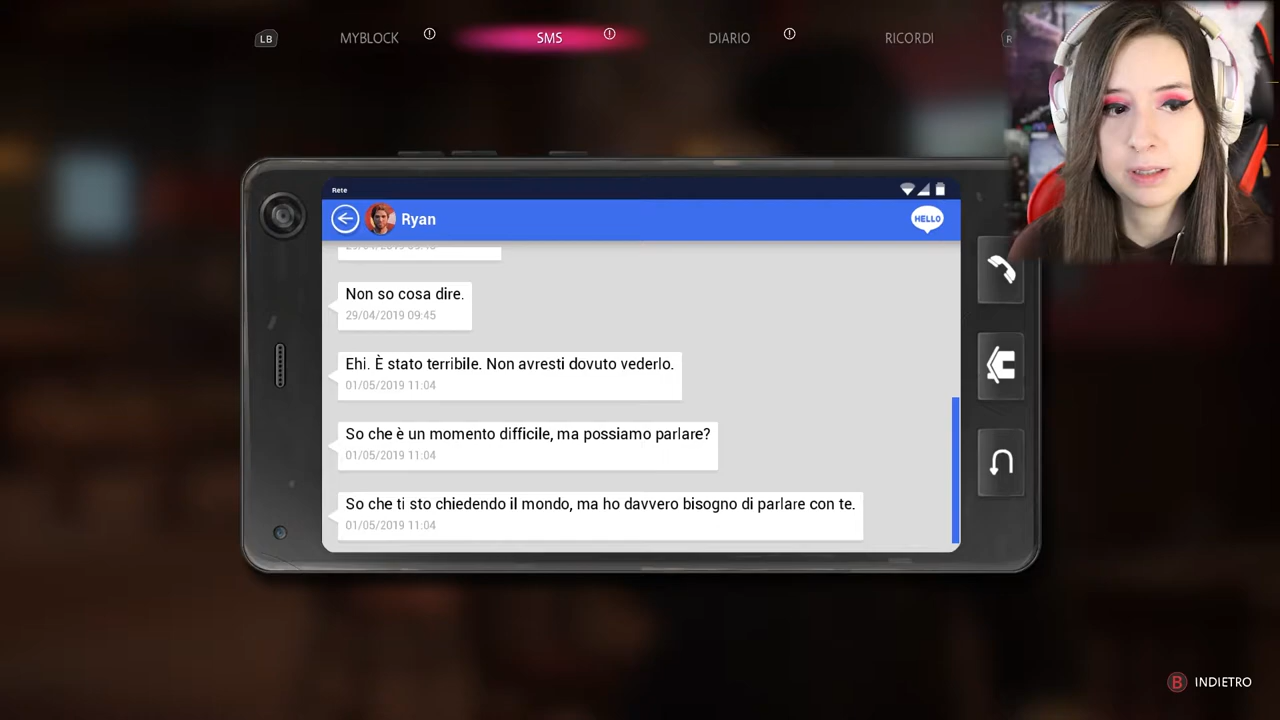 LB
MYBLOCK
SMS
DIARIO
RICORDI
R
Rete
Ryan
HELLO
Non so cosa dire.
29/04/2019 09:45
Ehi. È stato terribile. Non avresti dovuto vederlo.
01/05/2019 11:04
So che è un momento difficile, ma possiamo parlare?
01/05/2019 11:04
So che ti sto chiedendo il mondo, ma ho davvero bisogno di parlare con te.
01/05/2019 11:04
B INDIETRO